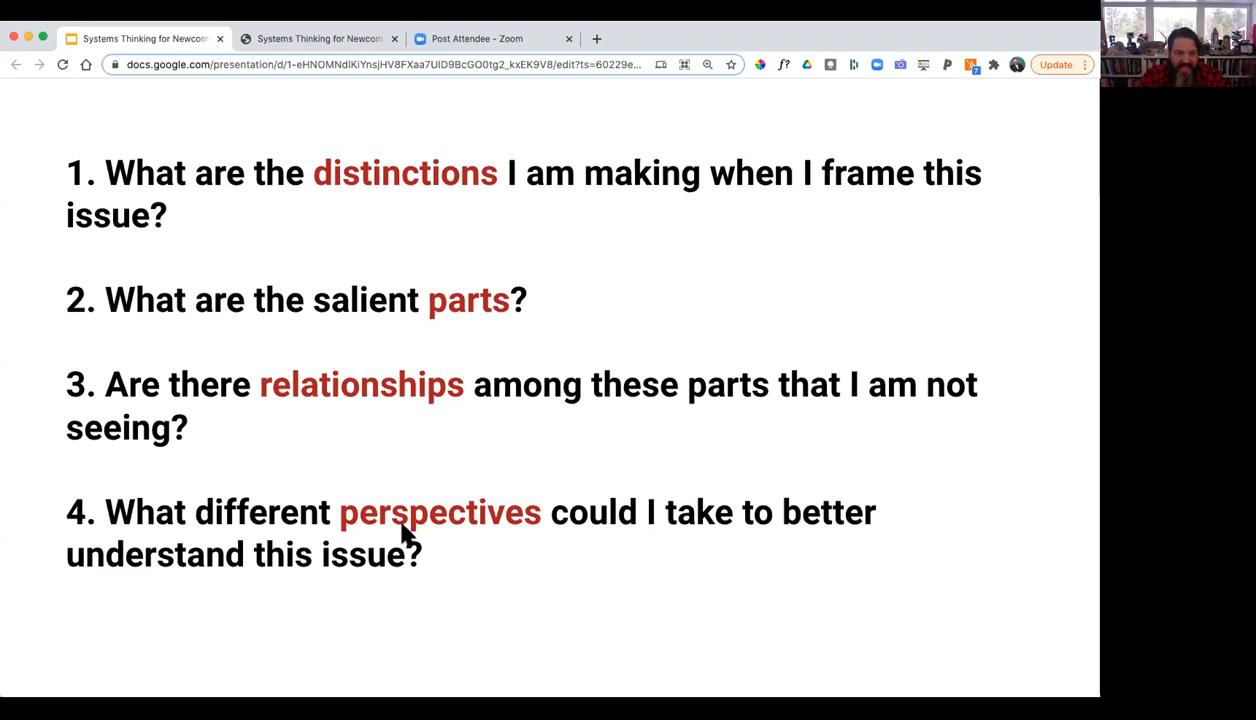 Systems Thinking for Newcom
Systems Thinking for Newcom
Post Attendee - Zoom
docs.google.com/presentation/d/1-eHNOMNdlKiYnsjHV8FXaa7UlD9BcGO0tg2_kxEK9V8/edit?ts=60229e...
f?
P
7
Update
1. What are the distinctions I am making when I frame this
issue?
2. What are the salient parts?
3. Are there relationships among these parts that I am not
seeing?
4. What different perspectives could I take to better
understand this issue?